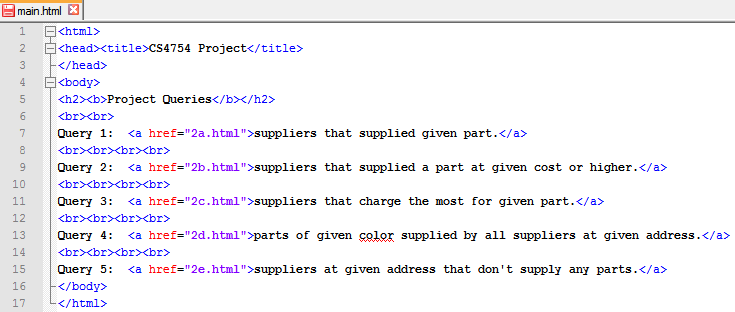 main.html
1 <html>
2 <head><title>CS4754 Project</title>
3 </head>
4 <body>
5 <h2><b>Project Queries</b></h2>
6 <br><br>
7 Query 1:  <a href="2a.html">suppliers that supplied given part.</a>
8 <br><br><br><br>
9 Query 2:  <a href="2b.html">suppliers that supplied a part at given cost or higher.</a>
10 <br><br><br><br>
11 Query 3:  <a href="2c.html">suppliers that charge the most for given part.</a>
12 <br><br><br><br>
13 Query 4:  <a href="2d.html">parts of given color supplied by all suppliers at given address.</a>
14 <br><br><br><br>
15 Query 5:  <a href="2e.html">suppliers at given address that don't supply any parts.</a>
16 </body>
17 </html>